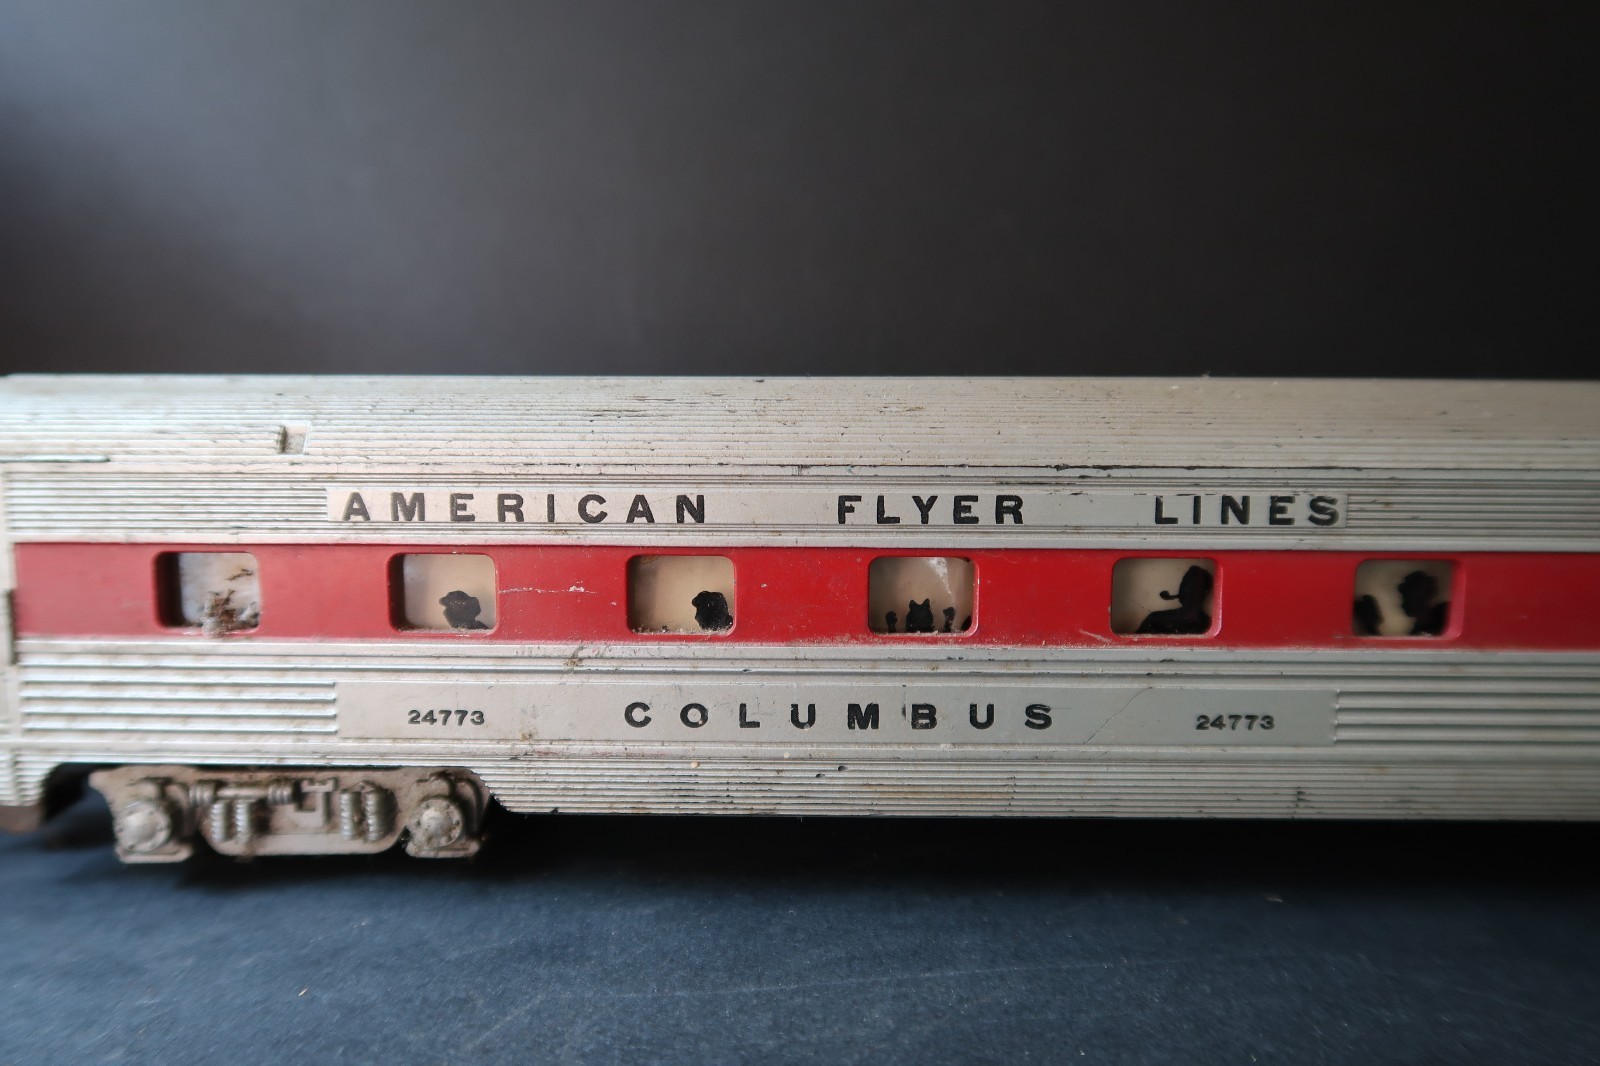 AMERICAN FLYER LINES
24773 COLUMBUS 24773